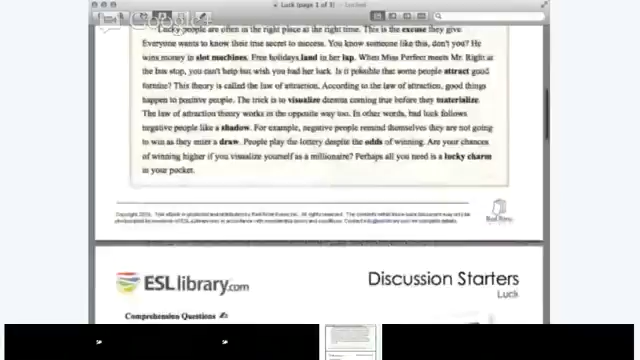 Luck (page 1 of 3)
Google+
Lucky people are often in the right place at the right time. This is the excuse they give.
Everyone wants to know their true secret to success. You know someone like this, don't you? He
wins money in slot machines. Free holidays land in her lap. When Miss Perfect meets Mr. Right at
the bus stop, you can't help but wish you had her luck. Is it possible that some people attract good
fortune? This theory is called the law of attraction. According to the law of attraction, good things
happen to positive people. The trick is to visualize dreams coming true before they materialize.
The law of attraction theory works in the opposite way too. In other words, bad luck follows
negative people like a shadow. For example, negative people remind themselves they are not going
to win as they enter a draw. People play the lottery despite the odds of winning. Are your chances
of winning higher if you visualize yourself as a millionaire? Perhaps all you need is a lucky charm
in your pocket.
ESL library.com
Discussion Starters
Luck
Comprehension Questions